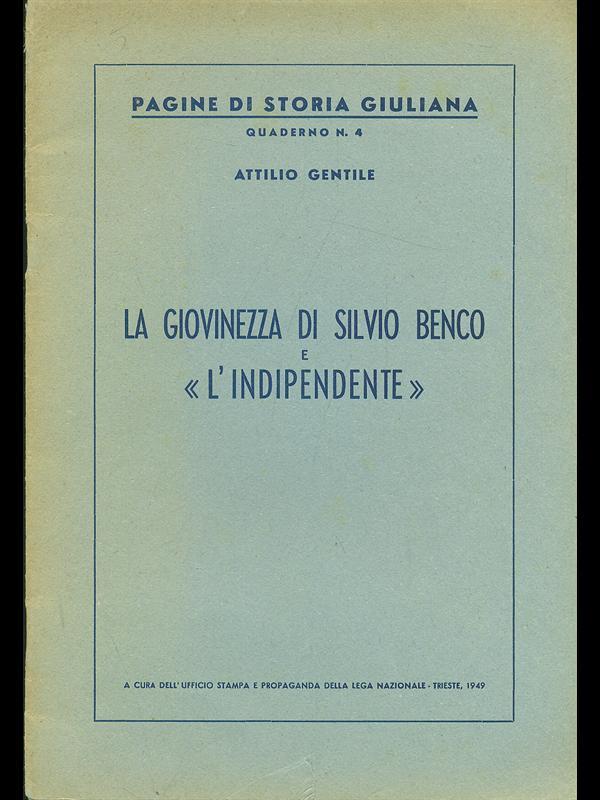 PAGINE DI STORIA GIULIANA
QUADERNO N. 4
ATTILIO GENTILE
LA GIOVINEZZA DI SILVIO BENCO
E
« L'INDIPENDENTE »
A CURA DELL'UFFICIO STAMPA E PROPAGANDA DELLA LEGA NAZIONALE - TRIESTE, 1949